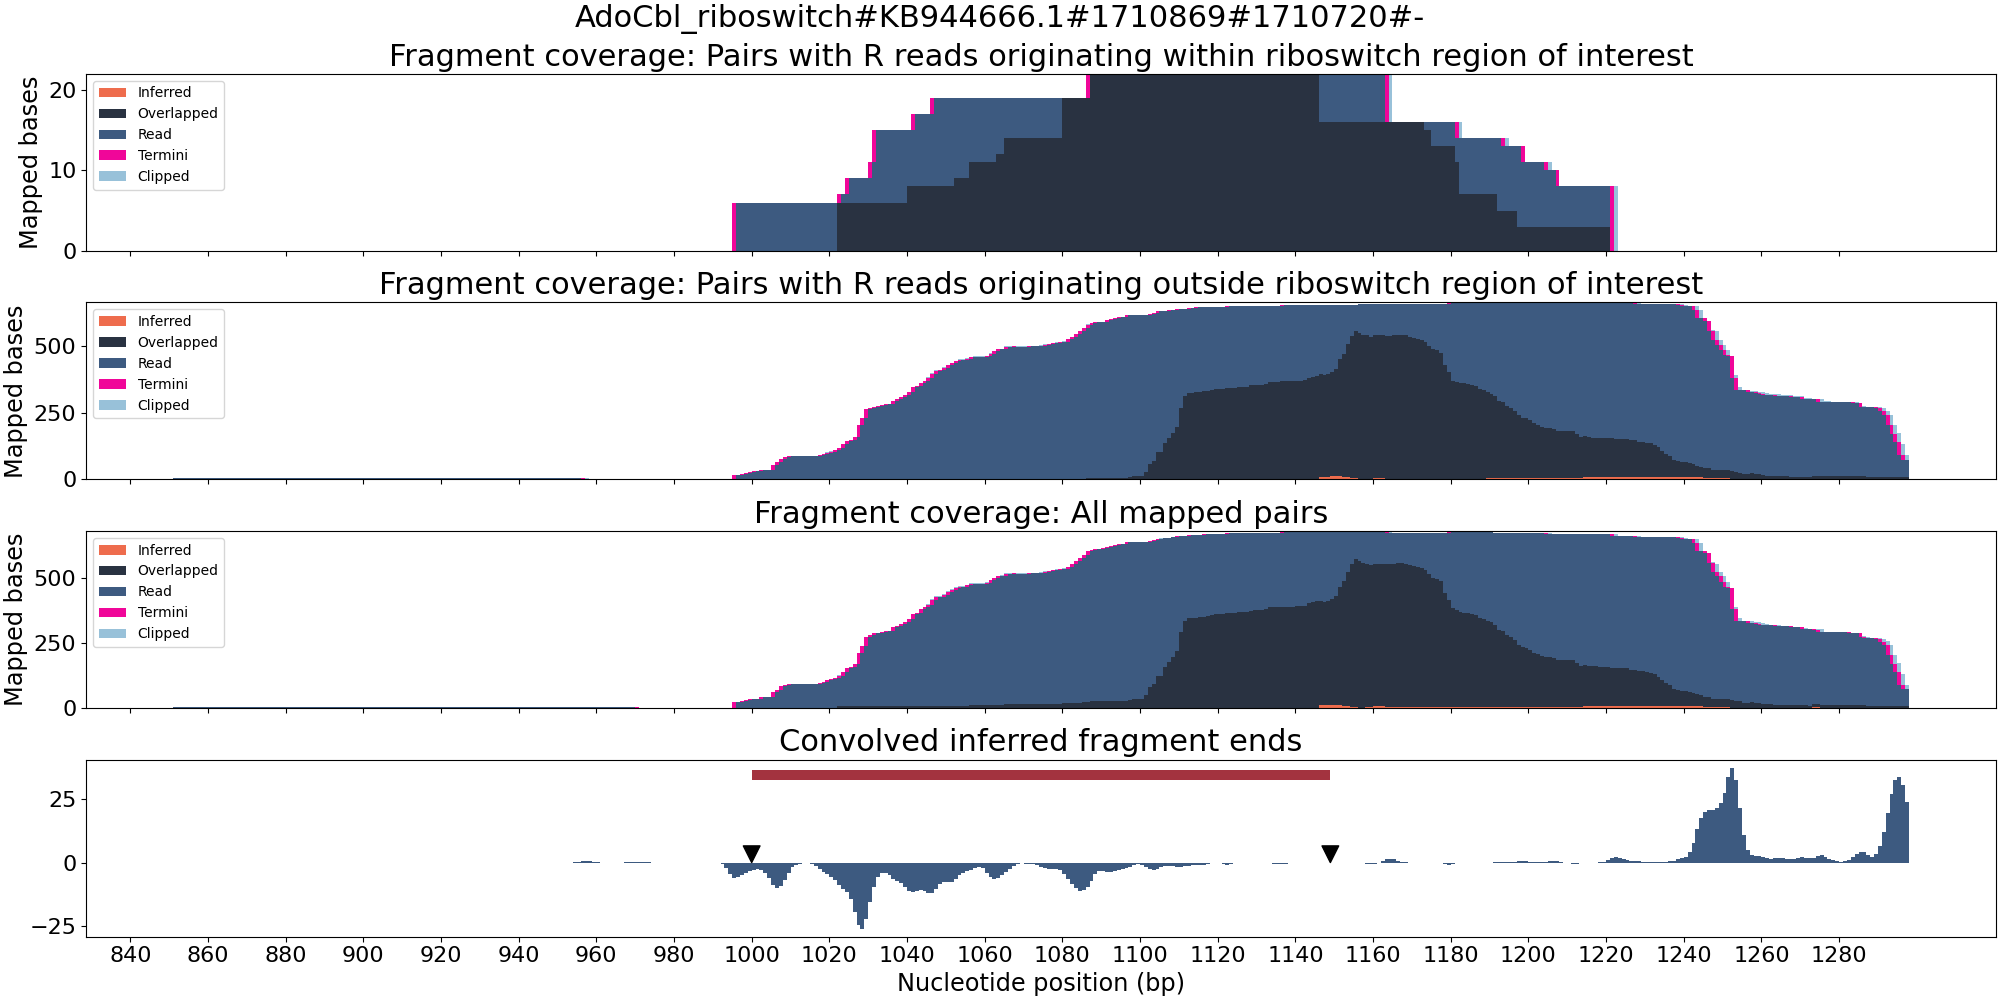 AdoCbl_riboswitch#KB944666.1#1710869#1710720#-
Fragment coverage: Pairs with R reads originating within riboswitch region of interest
Mapped bases
20
10
0
Inferred
Overlapped
Read
Termini
Clipped
Fragment coverage: Pairs with R reads originating outside riboswitch region of interest
Mapped bases
500
250
0
Inferred
Overlapped
Read
Termini
Clipped
Fragment coverage: All mapped pairs
Mapped bases
500
250
0
Inferred
Overlapped
Read
Termini
Clipped
Convolved inferred fragment ends
25
0
−25
840 860 880 900 920 940 960 980 1000 1020 1040 1060 1080 1100 1120 1140 1160 1180 1200 1220 1240 1260 1280
Nucleotide position (bp)